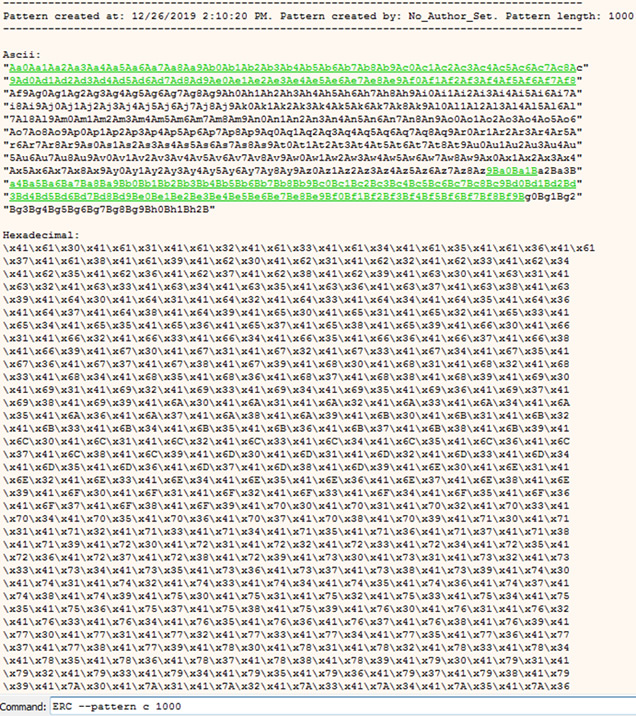 --------------------------------------------------------------------------------
Pattern created at: 12/26/2019 2:10:20 PM. Pattern created by: No_Author_Set. Pattern length: 1000
--------------------------------------------------------------------------------
Ascii:
"Aa0Aa1Aa2Aa3Aa4Aa5Aa6Aa7Aa8Aa9Ab0Ab1Ab2Ab3Ab4Ab5Ab6Ab7Ab8Ab9Ac0Ac1Ac2Ac3Ac4Ac5Ac6Ac7Ac8Ac"
"9Ad0Ad1Ad2Ad3Ad4Ad5Ad6Ad7Ad8Ad9Ae0Ae1Ae2Ae3Ae4Ae5Ae6Ae7Ae8Ae9Af0Af1Af2Af3Af4Af5Af6Af7Af8"
"Af9Ag0Ag1Ag2Ag3Ag4Ag5Ag6Ag7Ag8Ag9Ah0Ah1Ah2Ah3Ah4Ah5Ah6Ah7Ah8Ah9Ai0Ai1Ai2Ai3Ai4Ai5Ai6Ai7A"
"i8Ai9Aj0Aj1Aj2Aj3Aj4Aj5Aj6Aj7Aj8Aj9Ak0Ak1Ak2Ak3Ak4Ak5Ak6Ak7Ak8Ak9Al0Al1Al2Al3Al4Al5Al6Al"
"7Al8Al9Am0Am1Am2Am3Am4Am5Am6Am7Am8Am9An0An1An2An3An4An5An6An7An8An9Ao0Ao1Ao2Ao3Ao4Ao5Ao6"
"Ao7Ao8Ao9Ap0Ap1Ap2Ap3Ap4Ap5Ap6Ap7Ap8Ap9Aq0Aq1Aq2Aq3Aq4Aq5Aq6Aq7Aq8Aq9Ar0Ar1Ar2Ar3Ar4Ar5A"
"r6Ar7Ar8Ar9As0As1As2As3As4As5As6As7As8As9At0At1At2At3At4At5At6At7At8At9Au0Au1Au2Au3Au4Au"
"5Au6Au7Au8Au9Av0Av1Av2Av3Av4Av5Av6Av7Av8Av9Aw0Aw1Aw2Aw3Aw4Aw5Aw6Aw7Aw8Aw9Ax0Ax1Ax2Ax3Ax4"
"Ax5Ax6Ax7Ax8Ax9Ay0Ay1Ay2Ay3Ay4Ay5Ay6Ay7Ay8Ay9Az0Az1Az2Az3Az4Az5Az6Az7Az8Az9Ba0Ba1Ba2Ba3B"
"a4Ba5Ba6Ba7Ba8Ba9Bb0Bb1Bb2Bb3Bb4Bb5Bb6Bb7Bb8Bb9Bc0Bc1Bc2Bc3Bc4Bc5Bc6Bc7Bc8Bc9Bd0Bd1Bd2Bd"
"3Bd4Bd5Bd6Bd7Bd8Bd9Be0Be1Be2Be3Be4Be5Be6Be7Be8Be9Bf0Bf1Bf2Bf3Bf4Bf5Bf6Bf7Bf8Bf9Bg0Bg1Bg2"
"Bg3Bg4Bg5Bg6Bg7Bg8Bg9Bh0Bh1Bh2B"
Hexadecimal:
\x41\x61\x30\x41\x61\x31\x41\x61\x32\x41\x61\x33\x41\x61\x34\x41\x61\x35\x41\x61\x36\x41\x61
\x37\x41\x61\x38\x41\x61\x39\x41\x62\x30\x41\x62\x31\x41\x62\x32\x41\x62\x33\x41\x62\x34
\x41\x62\x35\x41\x62\x36\x41\x62\x37\x41\x62\x38\x41\x62\x39\x41\x63\x30\x41\x63\x31\x41
\x63\x32\x41\x63\x33\x41\x63\x34\x41\x63\x35\x41\x63\x36\x41\x63\x37\x41\x63\x38\x41\x63
\x39\x41\x64\x30\x41\x64\x31\x41\x64\x32\x41\x64\x33\x41\x64\x34\x41\x64\x35\x41\x64\x36
\x41\x64\x37\x41\x64\x38\x41\x64\x39\x41\x65\x30\x41\x65\x31\x41\x65\x32\x41\x65\x33\x41
\x65\x34\x41\x65\x35\x41\x65\x36\x41\x65\x37\x41\x65\x38\x41\x65\x39\x41\x66\x30\x41\x66
\x31\x41\x66\x32\x41\x66\x33\x41\x66\x34\x41\x66\x35\x41\x66\x36\x41\x66\x37\x41\x66\x38
\x41\x66\x39\x41\x67\x30\x41\x67\x31\x41\x67\x32\x41\x67\x33\x41\x67\x34\x41\x67\x35\x41
\x67\x36\x41\x67\x37\x41\x67\x38\x41\x67\x39\x41\x68\x30\x41\x68\x31\x41\x68\x32\x41\x68
\x33\x41\x68\x34\x41\x68\x35\x41\x68\x36\x41\x68\x37\x41\x68\x38\x41\x68\x39\x41\x69\x30
\x41\x69\x31\x41\x69\x32\x41\x69\x33\x41\x69\x34\x41\x69\x35\x41\x69\x36\x41\x69\x37\x41
\x69\x38\x41\x69\x39\x41\x6A\x30\x41\x6A\x31\x41\x6A\x32\x41\x6A\x33\x41\x6A\x34\x41\x6A
\x35\x41\x6A\x36\x41\x6A\x37\x41\x6A\x38\x41\x6A\x39\x41\x6B\x30\x41\x6B\x31\x41\x6B\x32
\x41\x6B\x33\x41\x6B\x34\x41\x6B\x35\x41\x6B\x36\x41\x6B\x37\x41\x6B\x38\x41\x6B\x39\x41
\x6C\x30\x41\x6C\x31\x41\x6C\x32\x41\x6C\x33\x41\x6C\x34\x41\x6C\x35\x41\x6C\x36\x41\x6C
\x37\x41\x6C\x38\x41\x6C\x39\x41\x6D\x30\x41\x6D\x31\x41\x6D\x32\x41\x6D\x33\x41\x6D\x34
\x41\x6D\x35\x41\x6D\x36\x41\x6D\x37\x41\x6D\x38\x41\x6D\x39\x41\x6E\x30\x41\x6E\x31\x41
\x6E\x32\x41\x6E\x33\x41\x6E\x34\x41\x6E\x35\x41\x6E\x36\x41\x6E\x37\x41\x6E\x38\x41\x6E
\x39\x41\x6F\x30\x41\x6F\x31\x41\x6F\x32\x41\x6F\x33\x41\x6F\x34\x41\x6F\x35\x41\x6F\x36
\x41\x6F\x37\x41\x6F\x38\x41\x6F\x39\x41\x70\x30\x41\x70\x31\x41\x70\x32\x41\x70\x33\x41
\x70\x34\x41\x70\x35\x41\x70\x36\x41\x70\x37\x41\x70\x38\x41\x70\x39\x41\x71\x30\x41\x71
\x31\x41\x71\x32\x41\x71\x33\x41\x71\x34\x41\x71\x35\x41\x71\x36\x41\x71\x37\x41\x71\x38
\x41\x71\x39\x41\x72\x30\x41\x72\x31\x41\x72\x32\x41\x72\x33\x41\x72\x34\x41\x72\x35\x41
\x72\x36\x41\x72\x37\x41\x72\x38\x41\x72\x39\x41\x73\x30\x41\x73\x31\x41\x73\x32\x41\x73
\x33\x41\x73\x34\x41\x73\x35\x41\x73\x36\x41\x73\x37\x41\x73\x38\x41\x73\x39\x41\x74\x30
\x41\x74\x31\x41\x74\x32\x41\x74\x33\x41\x74\x34\x41\x74\x35\x41\x74\x36\x41\x74\x37\x41
\x74\x38\x41\x74\x39\x41\x75\x30\x41\x75\x31\x41\x75\x32\x41\x75\x33\x41\x75\x34\x41\x75
\x35\x41\x75\x36\x41\x75\x37\x41\x75\x38\x41\x75\x39\x41\x76\x30\x41\x76\x31\x41\x76\x32
\x41\x76\x33\x41\x76\x34\x41\x76\x35\x41\x76\x36\x41\x76\x37\x41\x76\x38\x41\x76\x39\x41
\x77\x30\x41\x77\x31\x41\x77\x32\x41\x77\x33\x41\x77\x34\x41\x77\x35\x41\x77\x36\x41\x77
\x37\x41\x77\x38\x41\x77\x39\x41\x78\x30\x41\x78\x31\x41\x78\x32\x41\x78\x33\x41\x78\x34
\x41\x78\x35\x41\x78\x36\x41\x78\x37\x41\x78\x38\x41\x78\x39\x41\x79\x30\x41\x79\x31\x41
\x79\x32\x41\x79\x33\x41\x79\x34\x41\x79\x35\x41\x79\x36\x41\x79\x37\x41\x79\x38\x41\x79
\x39\x41\x7A\x30\x41\x7A\x31\x41\x7A\x32\x41\x7A\x33\x41\x7A\x34\x41\x7A\x35\x41\x7A\x36
Command: ERC --pattern c 1000